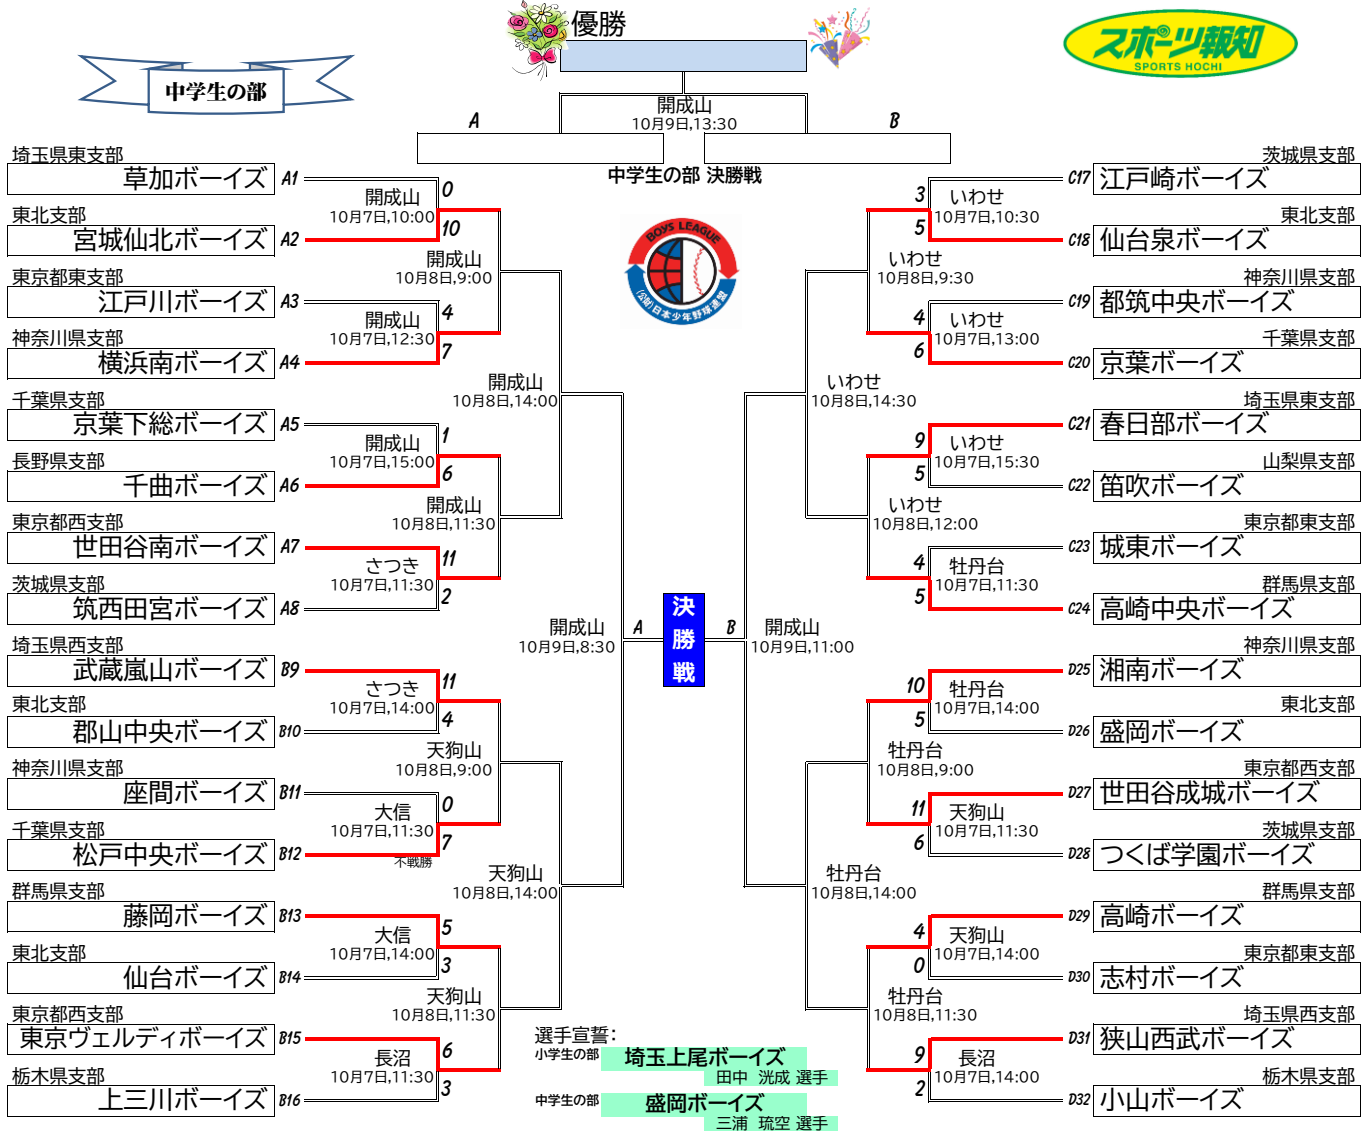 優勝
スポーツ報知
SPORTS HOCHI
中学生の部
開成山
10月9日,13:30
A
B
中学生の部 決勝戦
BOYS LEAGUE
(公財)日本少年野球連盟
埼玉県東支部
草加ボーイズ A1
0
開成山
10月7日,10:00
東北支部
宮城仙北ボーイズ A2
10
開成山
10月8日,9:00
東京都東支部
江戸川ボーイズ A3
4
開成山
10月7日,12:30
神奈川県支部
横浜南ボーイズ A4
7
開成山
10月8日,14:00
千葉県支部
京葉下総ボーイズ A5
1
開成山
10月7日,15:00
長野県支部
千曲ボーイズ A6
6
開成山
10月8日,11:30
東京都西支部
世田谷南ボーイズ A7
11
さつき
10月7日,11:30
茨城県支部
筑西田宮ボーイズ A8
2
開成山
10月9日,8:30
A
埼玉県西支部
武蔵嵐山ボーイズ B9
11
さつき
10月7日,14:00
東北支部
郡山中央ボーイズ B10
4
天狗山
10月8日,9:00
神奈川県支部
座間ボーイズ B11
0
大信
10月7日,11:30
千葉県支部
松戸中央ボーイズ B12
7
不戦勝
天狗山
10月8日,14:00
群馬県支部
藤岡ボーイズ B13
5
大信
10月7日,14:00
東北支部
仙台ボーイズ B14
3
天狗山
10月8日,11:30
東京都西支部
東京ヴェルディボーイズ B15
6
長沼
10月7日,11:30
栃木県支部
上三川ボーイズ B16
3
決
勝
戦
茨城県支部
C17 江戸崎ボーイズ
3
いわせ
10月7日,10:30
東北支部
C18 仙台泉ボーイズ
5
いわせ
10月8日,9:30
神奈川県支部
C19 都筑中央ボーイズ
4
いわせ
10月7日,13:00
千葉県支部
C20 京葉ボーイズ
6
いわせ
10月8日,14:30
埼玉県東支部
C21 春日部ボーイズ
9
いわせ
10月7日,15:30
山梨県支部
C22 笛吹ボーイズ
5
いわせ
10月8日,12:00
東京都東支部
C23 城東ボーイズ
4
牡丹台
10月7日,11:30
群馬県支部
C24 高崎中央ボーイズ
5
B
開成山
10月9日,11:00
神奈川県支部
D25 湘南ボーイズ
10
牡丹台
10月7日,14:00
東北支部
D26 盛岡ボーイズ
5
牡丹台
10月8日,9:00
東京都西支部
D27 世田谷成城ボーイズ
11
天狗山
10月7日,11:30
茨城県支部
D28 つくば学園ボーイズ
6
牡丹台
10月8日,14:00
群馬県支部
D29 高崎ボーイズ
4
天狗山
10月7日,14:00
東京都東支部
D30 志村ボーイズ
0
牡丹台
10月8日,11:30
埼玉県西支部
D31 狭山西武ボーイズ
9
長沼
10月7日,14:00
栃木県支部
D32 小山ボーイズ
2
選手宣誓：
小学生の部 埼玉上尾ボーイズ
田中 洸成 選手
中学生の部 盛岡ボーイズ
三浦 琉空 選手